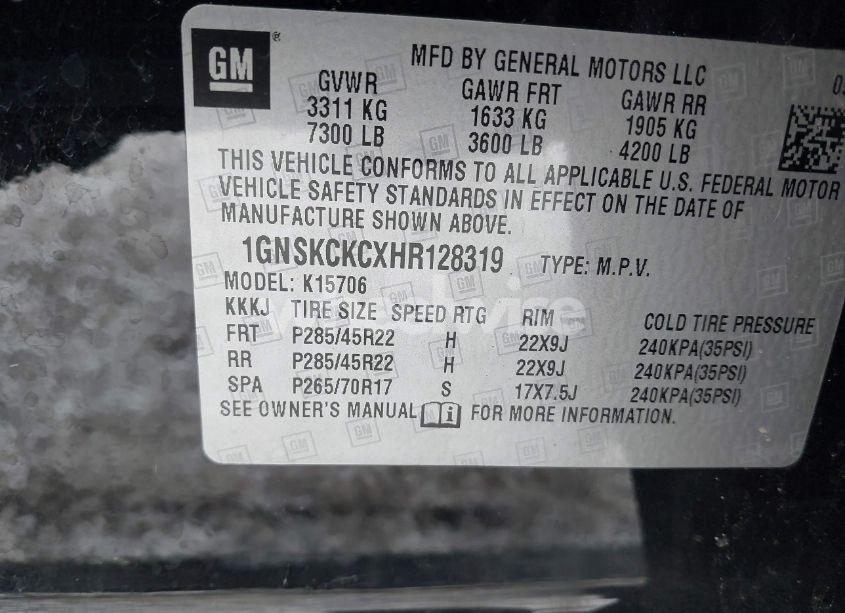 GM
MFD BY GENERAL MOTORS LLC
GVWR GAWR FRT GAWR RR
3311 KG 1633 KG 1905 KG
7300 LB 3600 LB 4200 LB
THIS VEHICLE CONFORMS TO ALL APPLICABLE U.S. FEDERAL MOTOR
VEHICLE SAFETY STANDARDS IN EFFECT ON THE DATE OF
MANUFACTURE SHOWN ABOVE.
1GNSKCKCXHR128319 TYPE: M.P.V.
MODEL: K15706
KKKJ TIRE SIZE SPEED RTG RIM COLD TIRE PRESSURE
FRT P285/45R22 H 22X9J 240KPA(35PSI)
RR P285/45R22 H 22X9J 240KPA(35PSI)
SPA P265/70R17 S 17X7.5J 240KPA(35PSI)
SEE OWNER'S MANUAL FOR MORE INFORMATION.